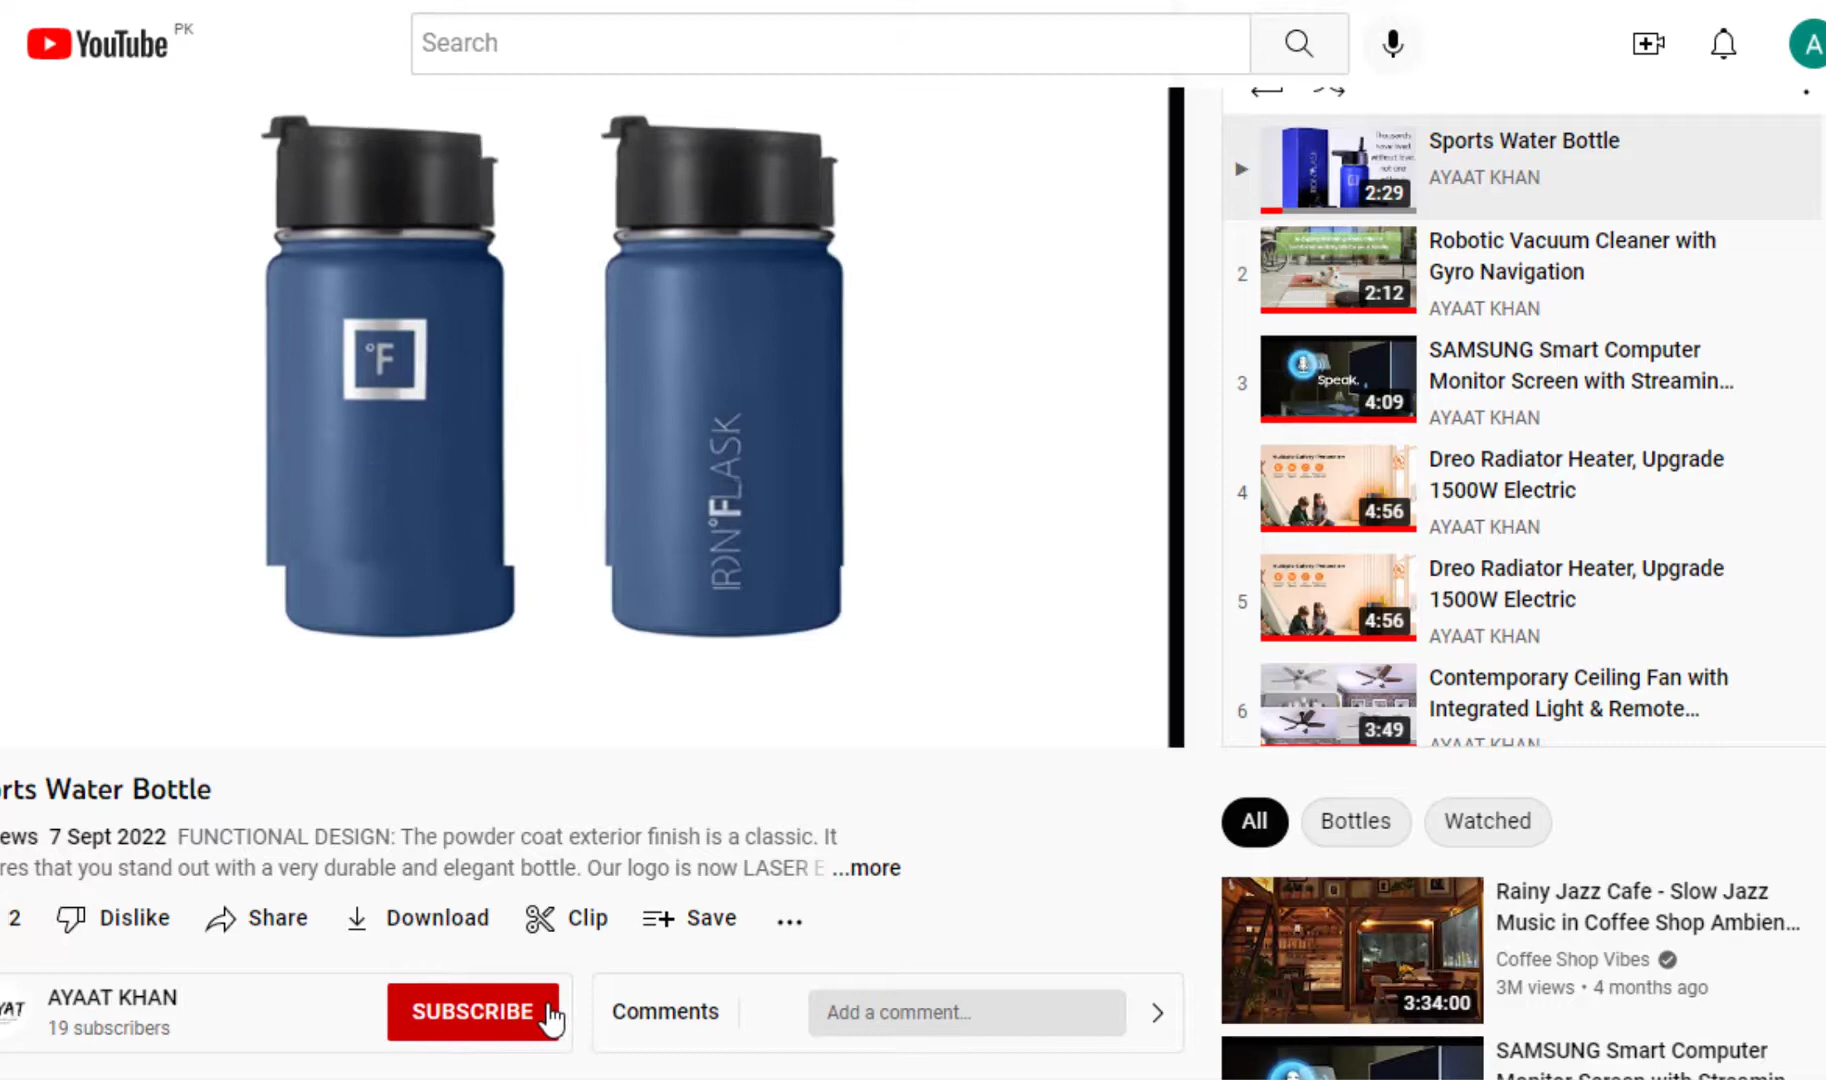 YouTube PK
Search
A
°F
IRON°FLASK
Sports Water Bottle
AYAAT KHAN
2:29
2
Robotic Vacuum Cleaner with
Gyro Navigation
AYAAT KHAN
2:12
3
SAMSUNG Smart Computer
Monitor Screen with Streamin...
AYAAT KHAN
Speak.
4:09
4
Dreo Radiator Heater, Upgrade
1500W Electric
AYAAT KHAN
4:56
5
Dreo Radiator Heater, Upgrade
1500W Electric
AYAAT KHAN
4:56
6
Contemporary Ceiling Fan with
Integrated Light & Remote...
AYAAT KHAN
3:49
rts Water Bottle
ews 7 Sept 2022 FUNCTIONAL DESIGN: The powder coat exterior finish is a classic. It
res that you stand out with a very durable and elegant bottle. Our logo is now LASER E ...more
2 Dislike Share Download Clip Save ...
YAT
AYAAT KHAN
19 subscribers
SUBSCRIBE
Comments
Add a comment...
All Bottles Watched
Rainy Jazz Cafe - Slow Jazz
Music in Coffee Shop Ambien...
Coffee Shop Vibes
3M views • 4 months ago
3:34:00
SAMSUNG Smart Computer
Monitor Screen with Streamin